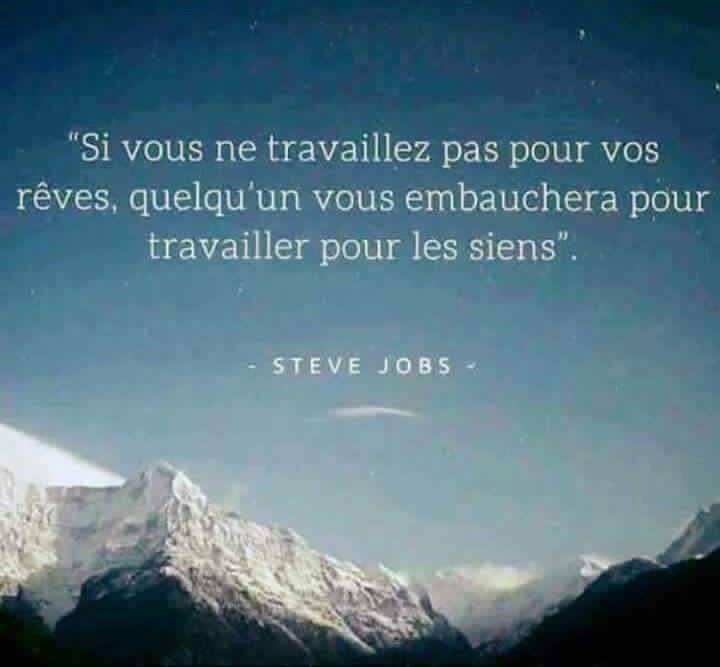 “Si vous ne travaillez pas pour vos
rêves, quelqu'un vous embauchera pour
travailler pour les siens”.
- STEVE JOBS -